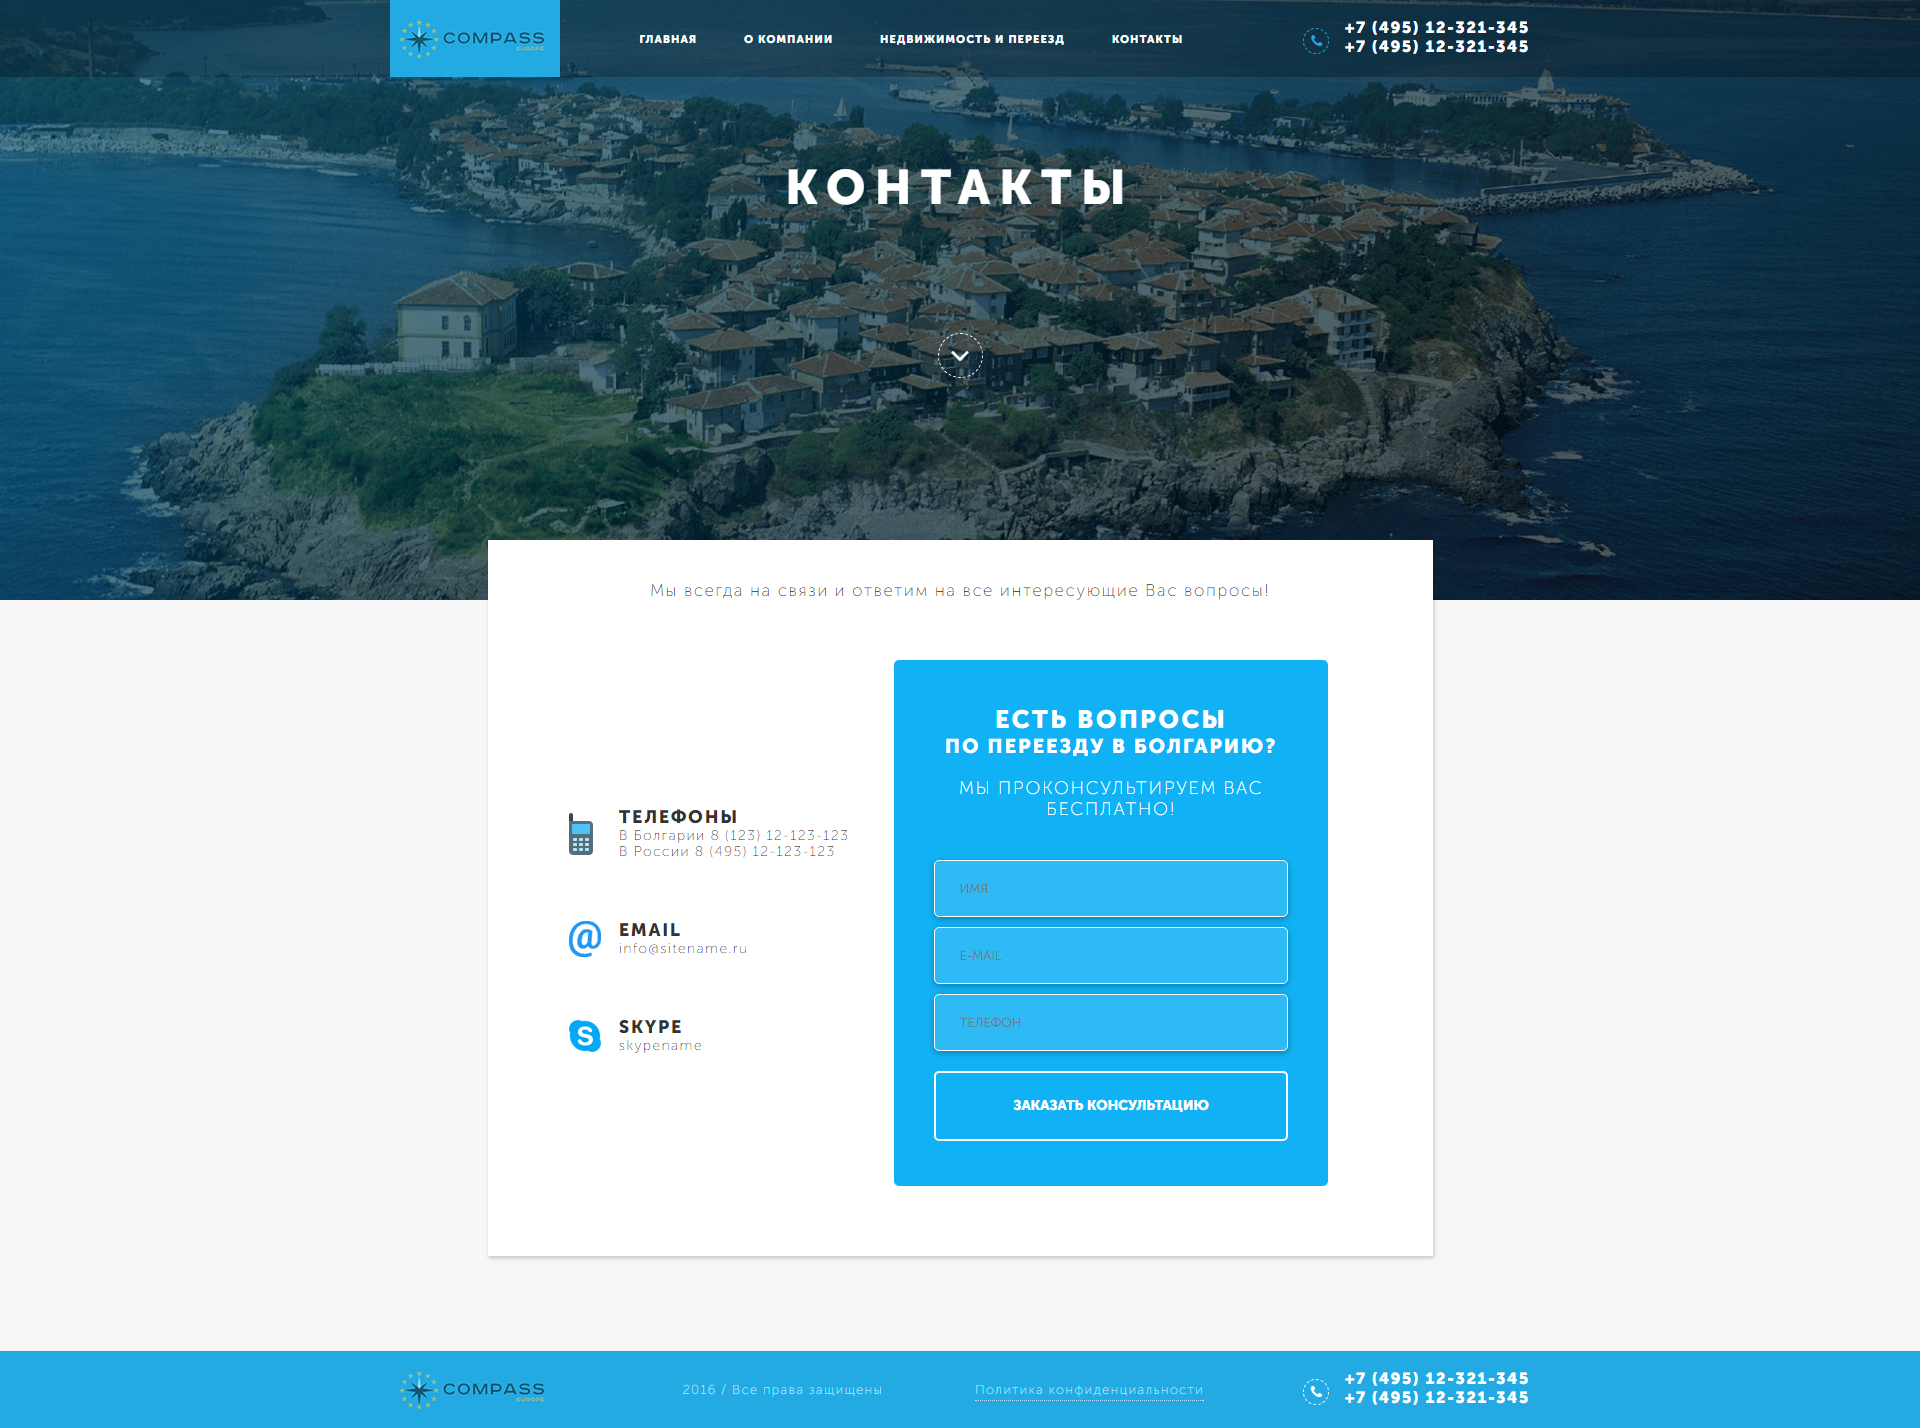 COMPASS
EUROPE
ГЛАВНАЯ
О КОМПАНИИ
НЕДВИЖИМОСТЬ И ПЕРЕЕЗД
КОНТАКТЫ
+7 (495) 12-321-345
+7 (495) 12-321-345
КОНТАКТЫ
Мы всегда на связи и ответим на все интересующие Вас вопросы!
ТЕЛЕФОНЫ
В Болгарии 8 (123) 12-123-123
В России 8 (495) 12-123-123
EMAIL
info@sitename.ru
SKYPE
skypename
ЕСТЬ ВОПРОСЫ
ПО ПЕРЕЕЗДУ В БОЛГАРИЮ?
МЫ ПРОКОНСУЛЬТИРУЕМ ВАС
БЕСПЛАТНО!
ИМЯ
E-MAIL
ТЕЛЕФОН
ЗАКАЗАТЬ КОНСУЛЬТАЦИЮ
COMPASS
EUROPE
2016 / Все права защищены
Политика конфиденциальности
+7 (495) 12-321-345
+7 (495) 12-321-345